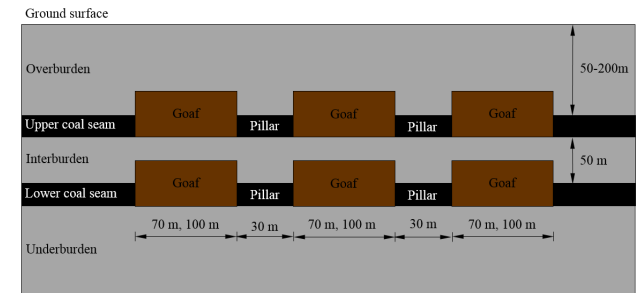 Ground surface
Overburden
50-200m
Goaf
Goaf
Goaf
Upper coal seam
Pillar
Pillar
Interburden
50 m
Goaf
Goaf
Goaf
Lower coal seam
Pillar
Pillar
70 m, 100 m
30 m
70 m, 100 m
30 m
70 m, 100 m
Underburden